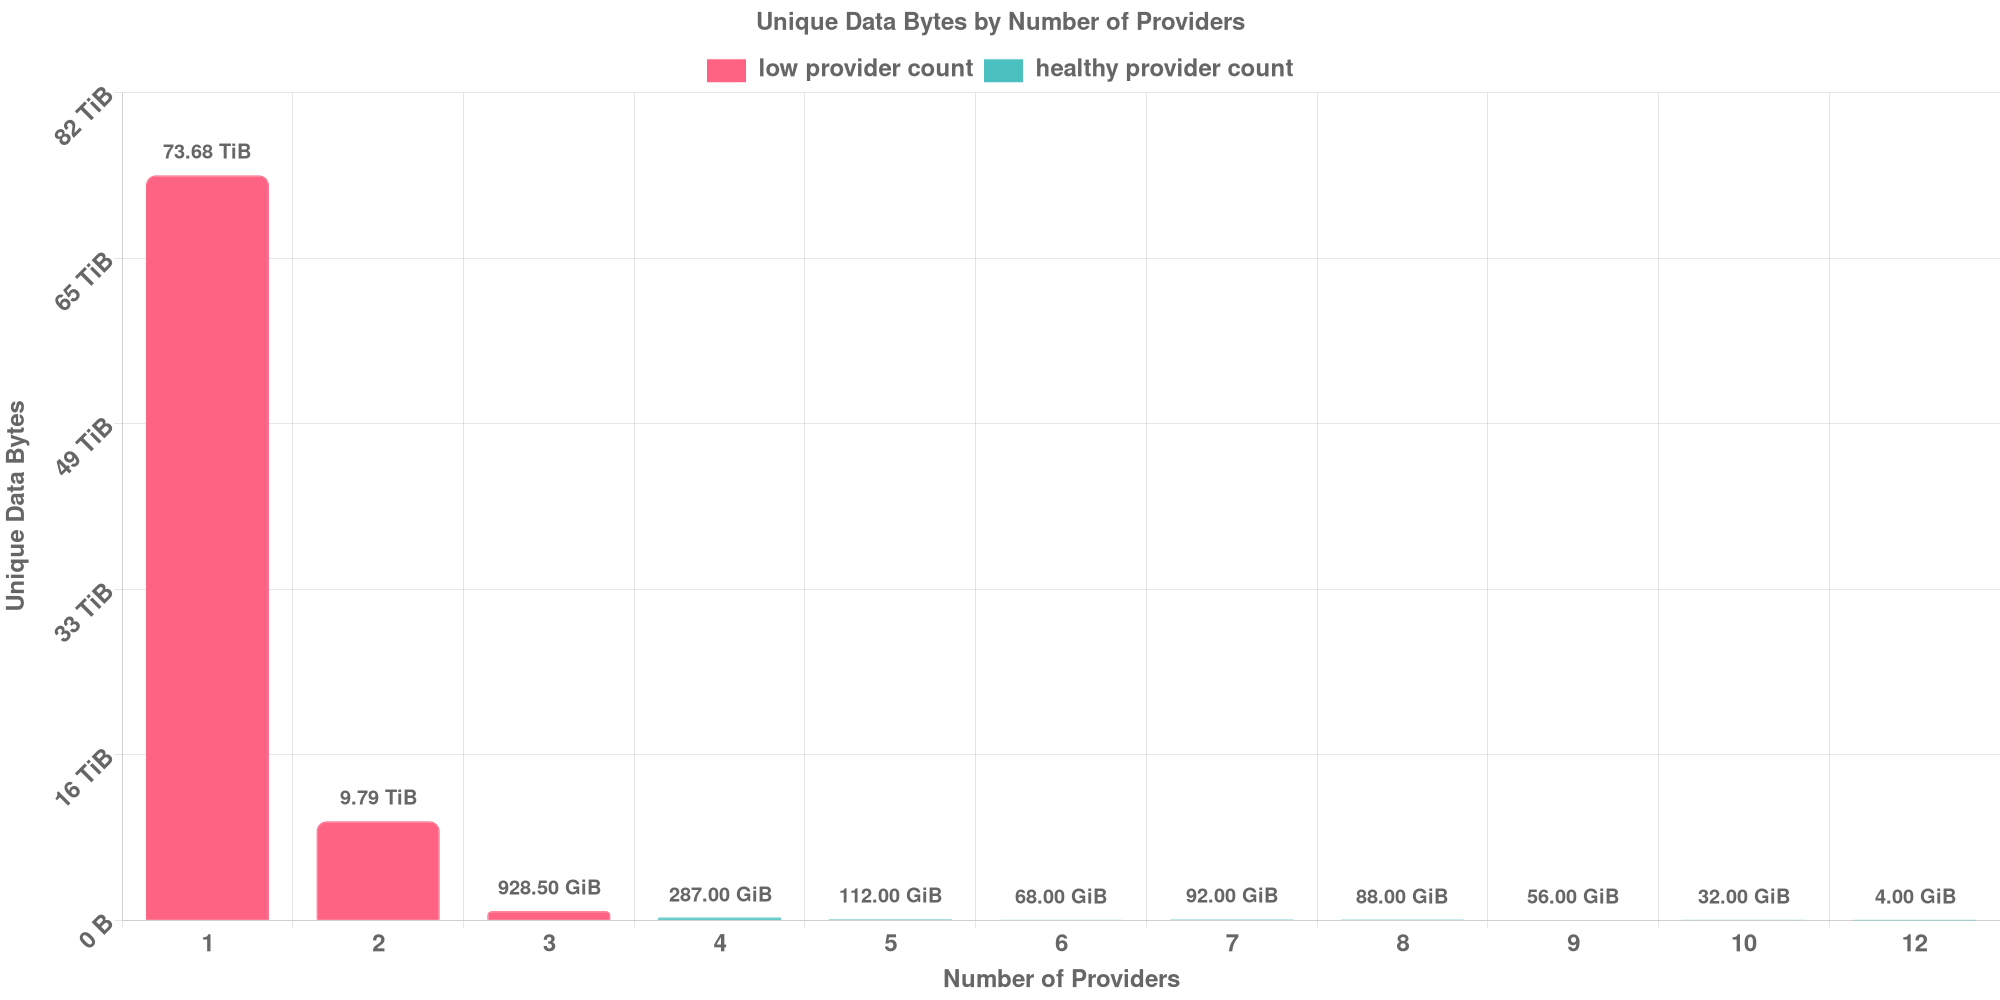 Unique Data Bytes by Number of Providers
low provider count healthy provider count
82 TiB
65 TiB
49 TiB
33 TiB
16 TiB
0 B
Unique Data Bytes
73.68 TiB
9.79 TiB
928.50 GiB
287.00 GiB
112.00 GiB
68.00 GiB
92.00 GiB
88.00 GiB
56.00 GiB
32.00 GiB
4.00 GiB
1 2 3 4 5 6 7 8 9 10 12
Number of Providers